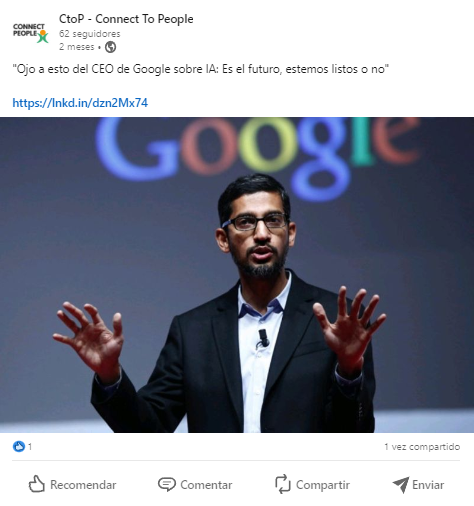 CONNECT
PEOPLE
CtoP - Connect To People
62 seguidores
2 meses •
"Ojo a esto del CEO de Google sobre IA: Es el futuro, estemos listos o no"
https://lnkd.in/dzn2Mx74
Google
1
1 vez compartido
Recomendar
Comentar
Compartir
Enviar